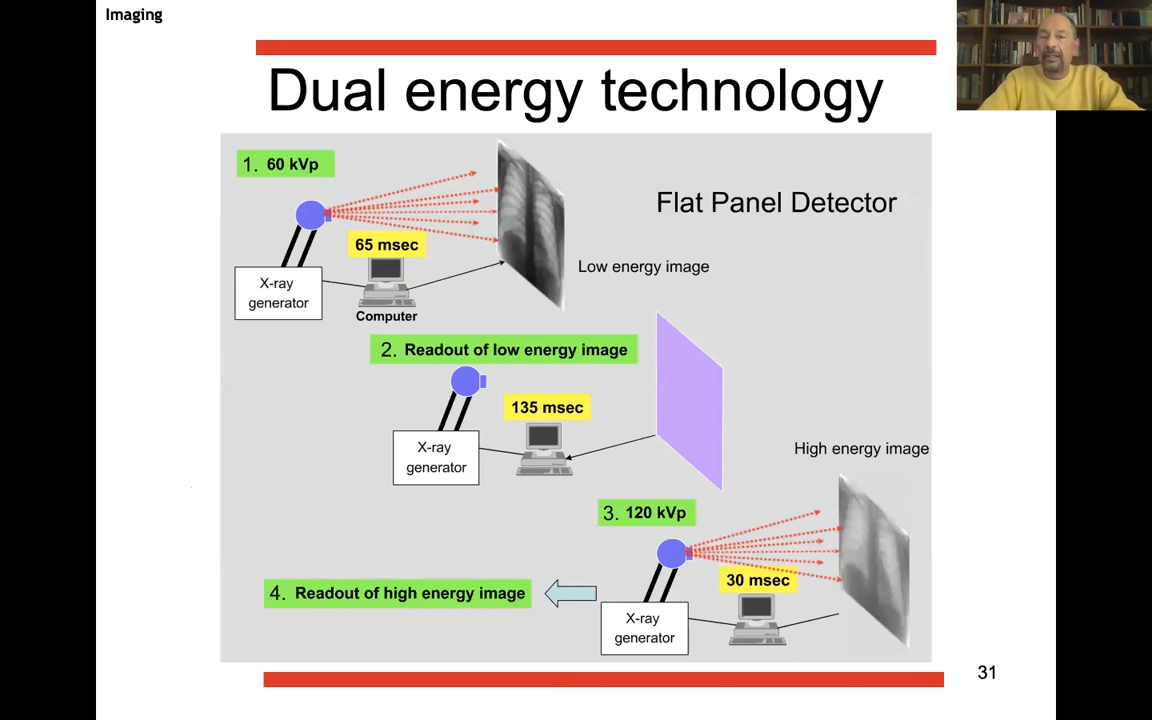 Imaging
Dual energy technology
1. 60 kVp
Flat Panel Detector
65 msec
Low energy image
X-ray
generator
Computer
2. Readout of low energy image
135 msec
X-ray
generator
High energy image
3. 120 kVp
30 msec
4. Readout of high energy image
X-ray
generator
31